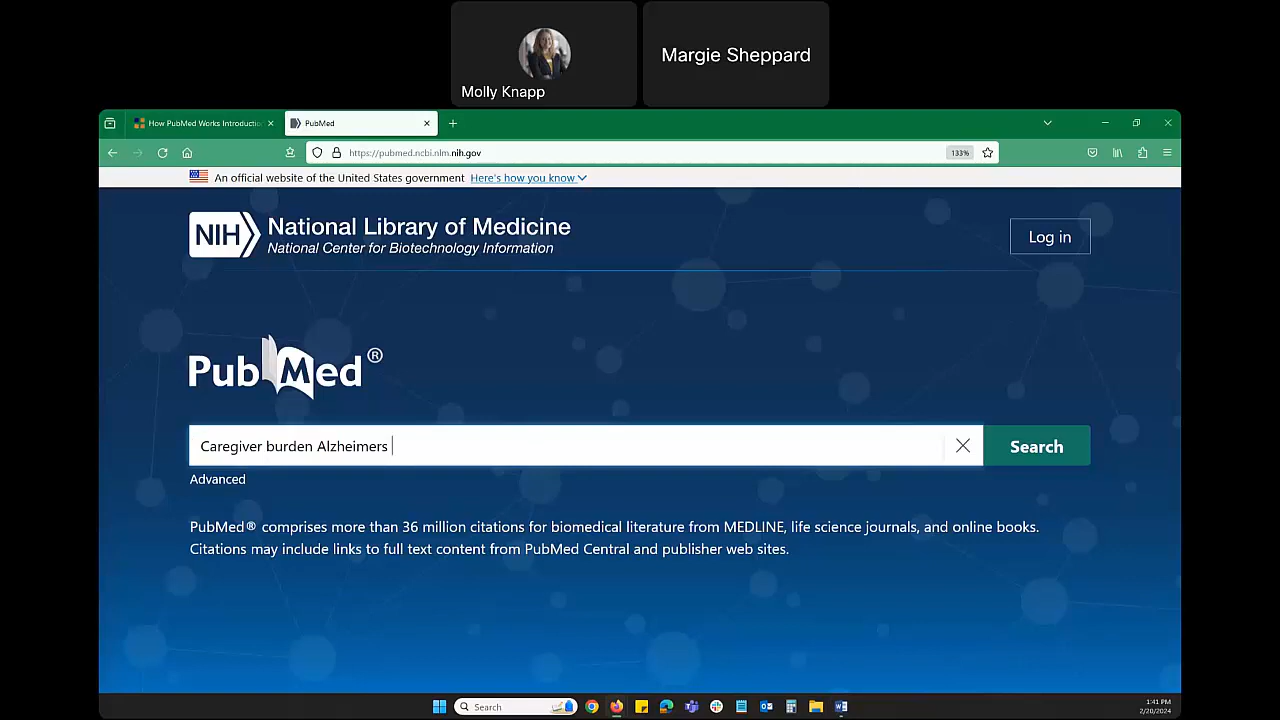 Molly Knapp
Margie Sheppard
How PubMed Works Introductio
PubMed
https://pubmed.ncbi.nlm.nih.gov
133%
An official website of the United States government Here's how you know
NIH National Library of Medicine
National Center for Biotechnology Information
Log in
PubMed®
Caregiver burden Alzheimers
Search
Advanced
PubMed® comprises more than 36 million citations for biomedical literature from MEDLINE, life science journals, and online books.
Citations may include links to full text content from PubMed Central and publisher web sites.
Search
1:41 PM
2/20/2024